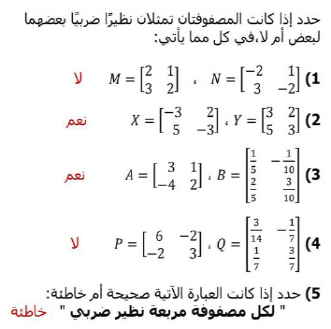 حدد إذا كانت المصفوفتان تمثلان نظيرًا ضربيًا بعضهما
لبعض أم لا،في كل مما يأتي:
1) M = [2 1; 3 2] ، N = [−2 1; 3 −2] لا
2) X = [−3 2; 5 −3] , Y = [3 2; 5 3] نعم
3) A = [3 1; −4 2] , B = [1/5 −1/10; 2/5 3/10] نعم
4) P = [6 −2; −2 3] , Q = [3/14 −1/7; 1/7 3/7] لا
5) حدد إذا كانت العبارة الآتية صحيحة أم خاطئة:
" لكل مصفوفة مربعة نظير ضربي " خاطئة